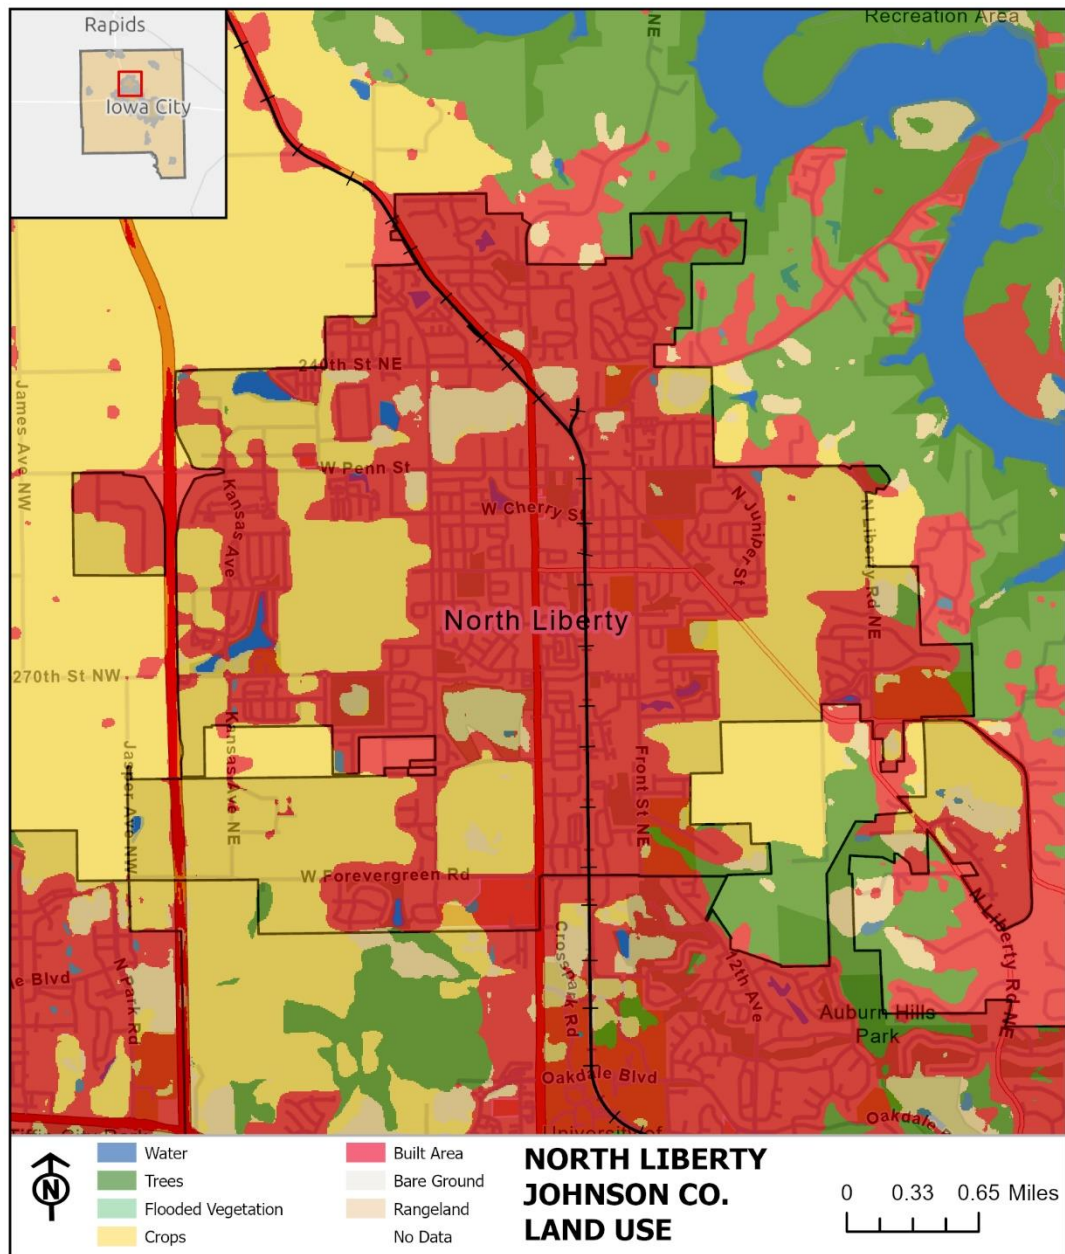 Rapids
Iowa City
Recreation Area
NE
240th St NE
James Ave NW
W Penn St
Kansas Ave
W Cherry St
N Juniper St
N Liberty Rd NE
North Liberty
270th St NW
Jasper Ave NW
Kansas Ave NE
Front St NE
W Forevergreen Rd
N Liberty Rd NE
12th Ave
Crosspark Rd
le Blvd
N Park Rd
Auburn Hills
Park
Oakdale Blvd
Oakdale
University of
N
Water
Trees
Flooded Vegetation
Crops
Built Area
Bare Ground
Rangeland
No Data
NORTH LIBERTY
JOHNSON CO.
LAND USE
0 0.33 0.65 Miles